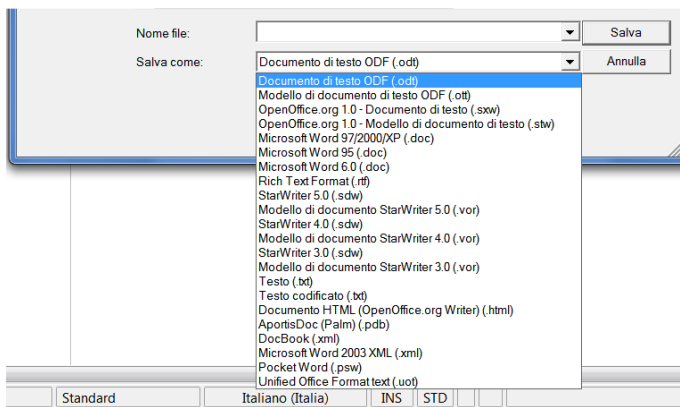 Nome file:
Salva
Salva come:
Documento di testo ODF (.odt)
Annulla
Documento di testo ODF (.odt)
Modello di documento di testo ODF (.ott)
OpenOffice.org 1.0 - Documento di testo (.sxw)
OpenOffice.org 1.0 - Modello di documento di testo (.stw)
Microsoft Word 97/2000/XP (.doc)
Microsoft Word 95 (.doc)
Microsoft Word 6.0 (.doc)
Rich Text Format (.rtf)
StarWriter 5.0 (.sdw)
Modello di documento StarWriter 5.0 (.vor)
StarWriter 4.0 (.sdw)
Modello di documento StarWriter 4.0 (.vor)
StarWriter 3.0 (.sdw)
Modello di documento StarWriter 3.0 (.vor)
Testo (.txt)
Testo codificato (.txt)
Documento HTML (OpenOffice.org Writer) (.html)
AportisDoc (Palm) (.pdb)
DocBook (.xml)
Microsoft Word 2003 XML (.xml)
Pocket Word (.psw)
Unified Office Format text (.uot)
Standard
Italiano (Italia)
INS
STD